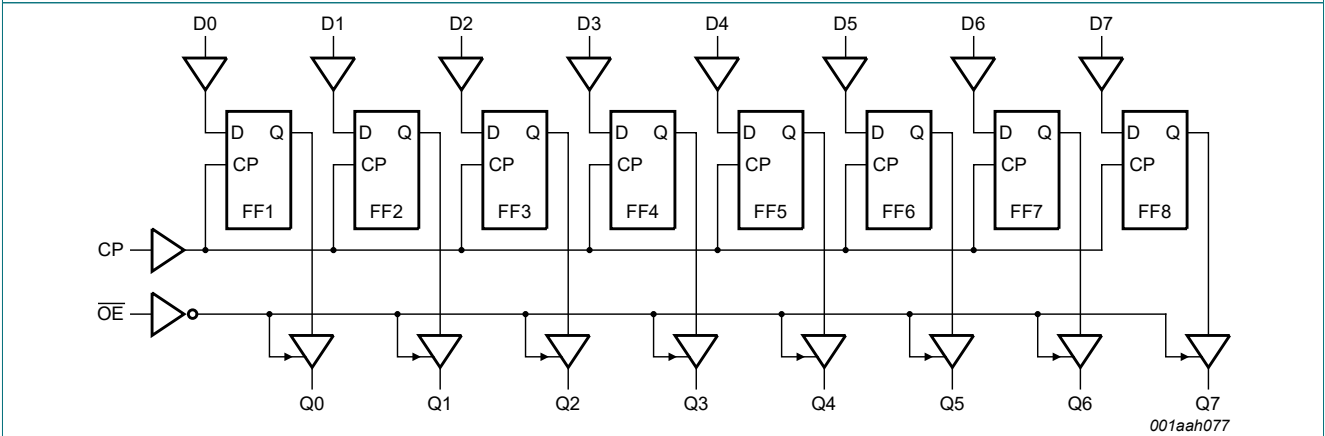 D0 D1 D2 D3 D4 D5 D6 D7
D Q D Q D Q D Q D Q D Q D Q D Q
CP CP CP CP CP CP CP CP
FF1 FF2 FF3 FF4 FF5 FF6 FF7 FF8
CP
O̅E̅
Q0 Q1 Q2 Q3 Q4 Q5 Q6 Q7
001aah077